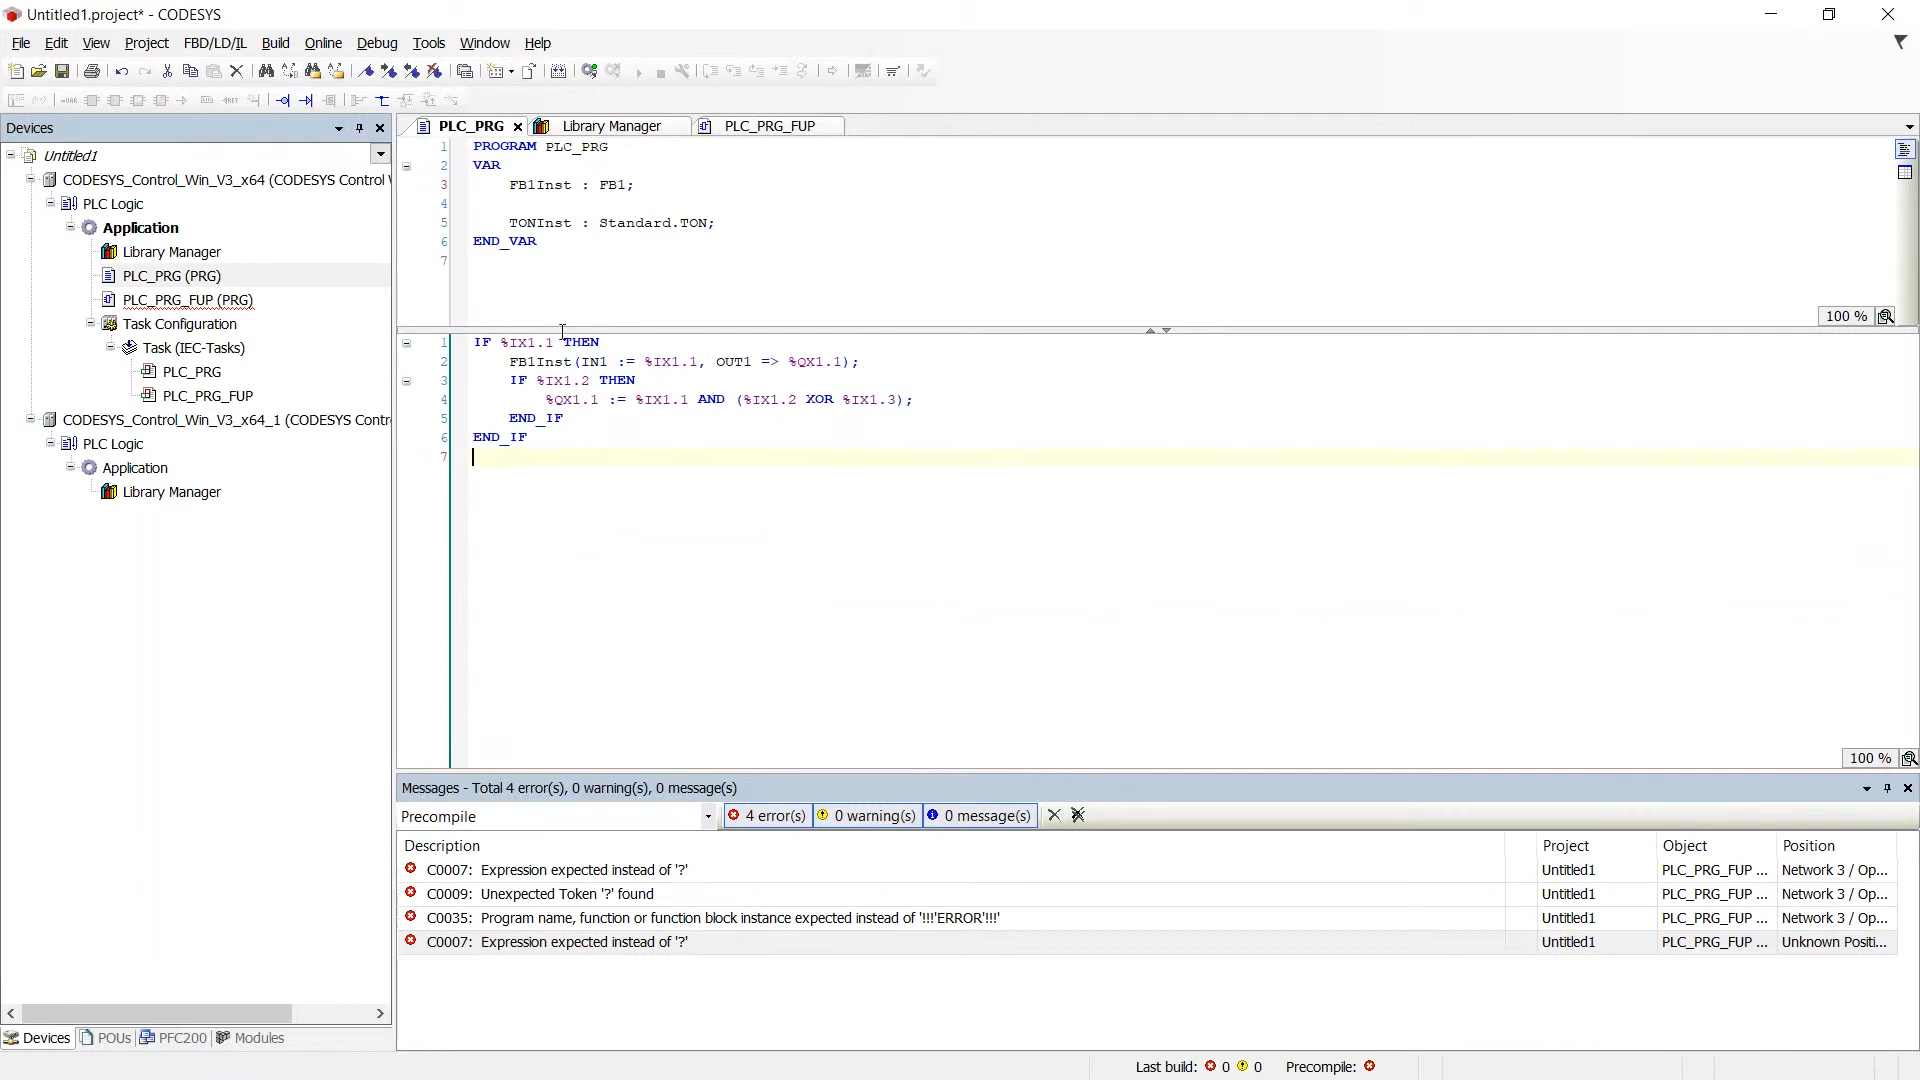 Untitled1.project* - CODESYS
File Edit View Project FBD/LD/IL Build Online Debug Tools Window Help
Devices
Untitled1
CODESYS_Control_Win_V3_x64 (CODESYS Control
PLC Logic
Application
Library Manager
PLC_PRG (PRG)
PLC_PRG_FUP (PRG)
Task Configuration
Task (IEC-Tasks)
PLC_PRG
PLC_PRG_FUP
CODESYS_Control_Win_V3_x64_1 (CODESYS Contr
PLC Logic
Application
Library Manager
Devices POUs PFC200 Modules
PLC_PRG Library Manager PLC_PRG_FUP
1 PROGRAM PLC_PRG
2 VAR
3 FB1Inst : FB1;
4
5 TONInst : Standard.TON;
6 END_VAR
7
100 %
1 IF %IX1.1 THEN
2 FB1Inst(IN1 := %IX1.1, OUT1 => %QX1.1);
3 IF %IX1.2 THEN
4 %QX1.1 := %IX1.1 AND (%IX1.2 XOR %IX1.3);
5 END_IF
6 END_IF
7
100 %
Messages - Total 4 error(s), 0 warning(s), 0 message(s)
Precompile 4 error(s) 0 warning(s) 0 message(s)
Description Project Object Position
C0007: Expression expected instead of '?' Untitled1 PLC_PRG_FUP ... Network 3 / Op...
C0009: Unexpected Token '?' found Untitled1 PLC_PRG_FUP ... Network 3 / Op...
C0035: Program name, function or function block instance expected instead of '!!!'ERROR'!!!' Untitled1 PLC_PRG_FUP ... Network 3 / Op...
C0007: Expression expected instead of '?' Untitled1 PLC_PRG_FUP ... Unknown Positi...
Last build: 0 0 Precompile: